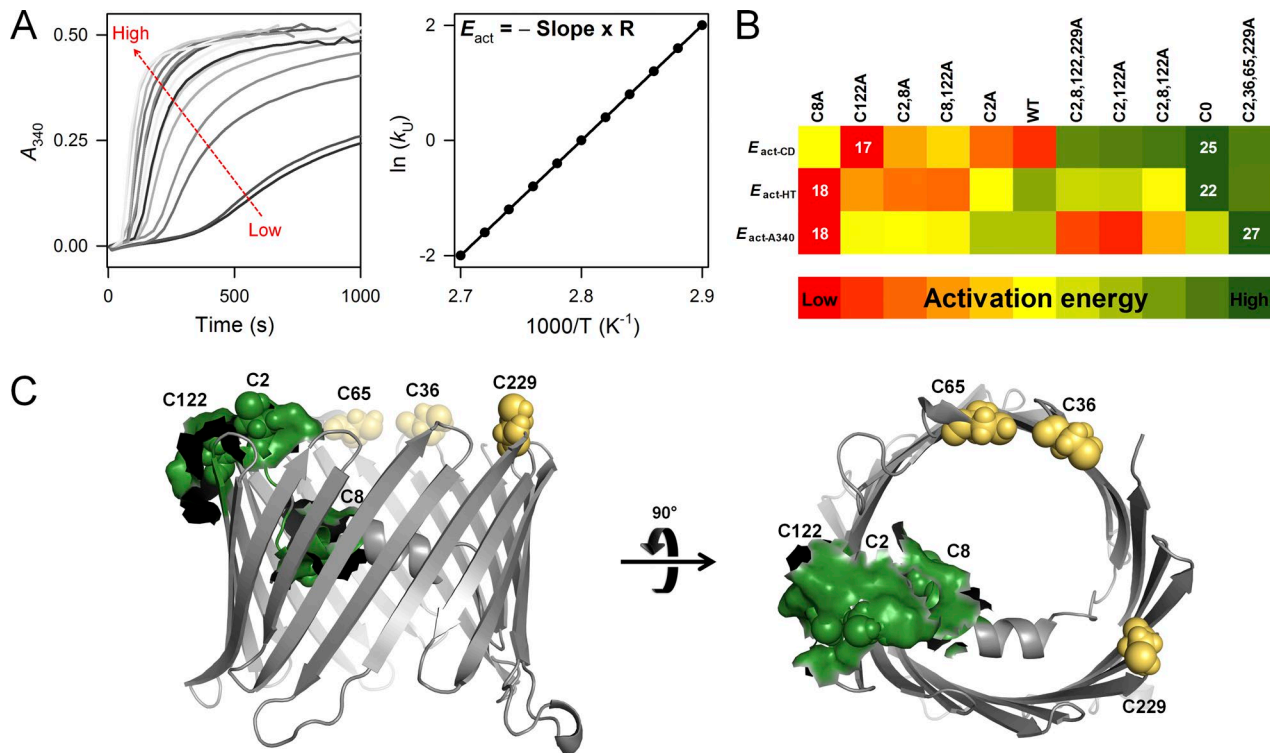 A
High
Low
0.50
0.25
0.00
A340
0
500
1000
Time (s)
Eact = – Slope x R
2
0
-2
ln (kU)
2.7
2.8
2.9
1000/T (K-1)
B
C8A
C122A
C2,8A
C8,122A
C2A
WT
C2,8,122,229A
C2,122A
C2,8,122A
C0
C2,36,65,229A
Eact-CD
17
25
Eact-HT
18
22
Eact-A340
18
27
Low
Activation energy
High
C
C122
C2
C65
C36
C229
C8
90°
C65
C36
C122
C2
C8
C229